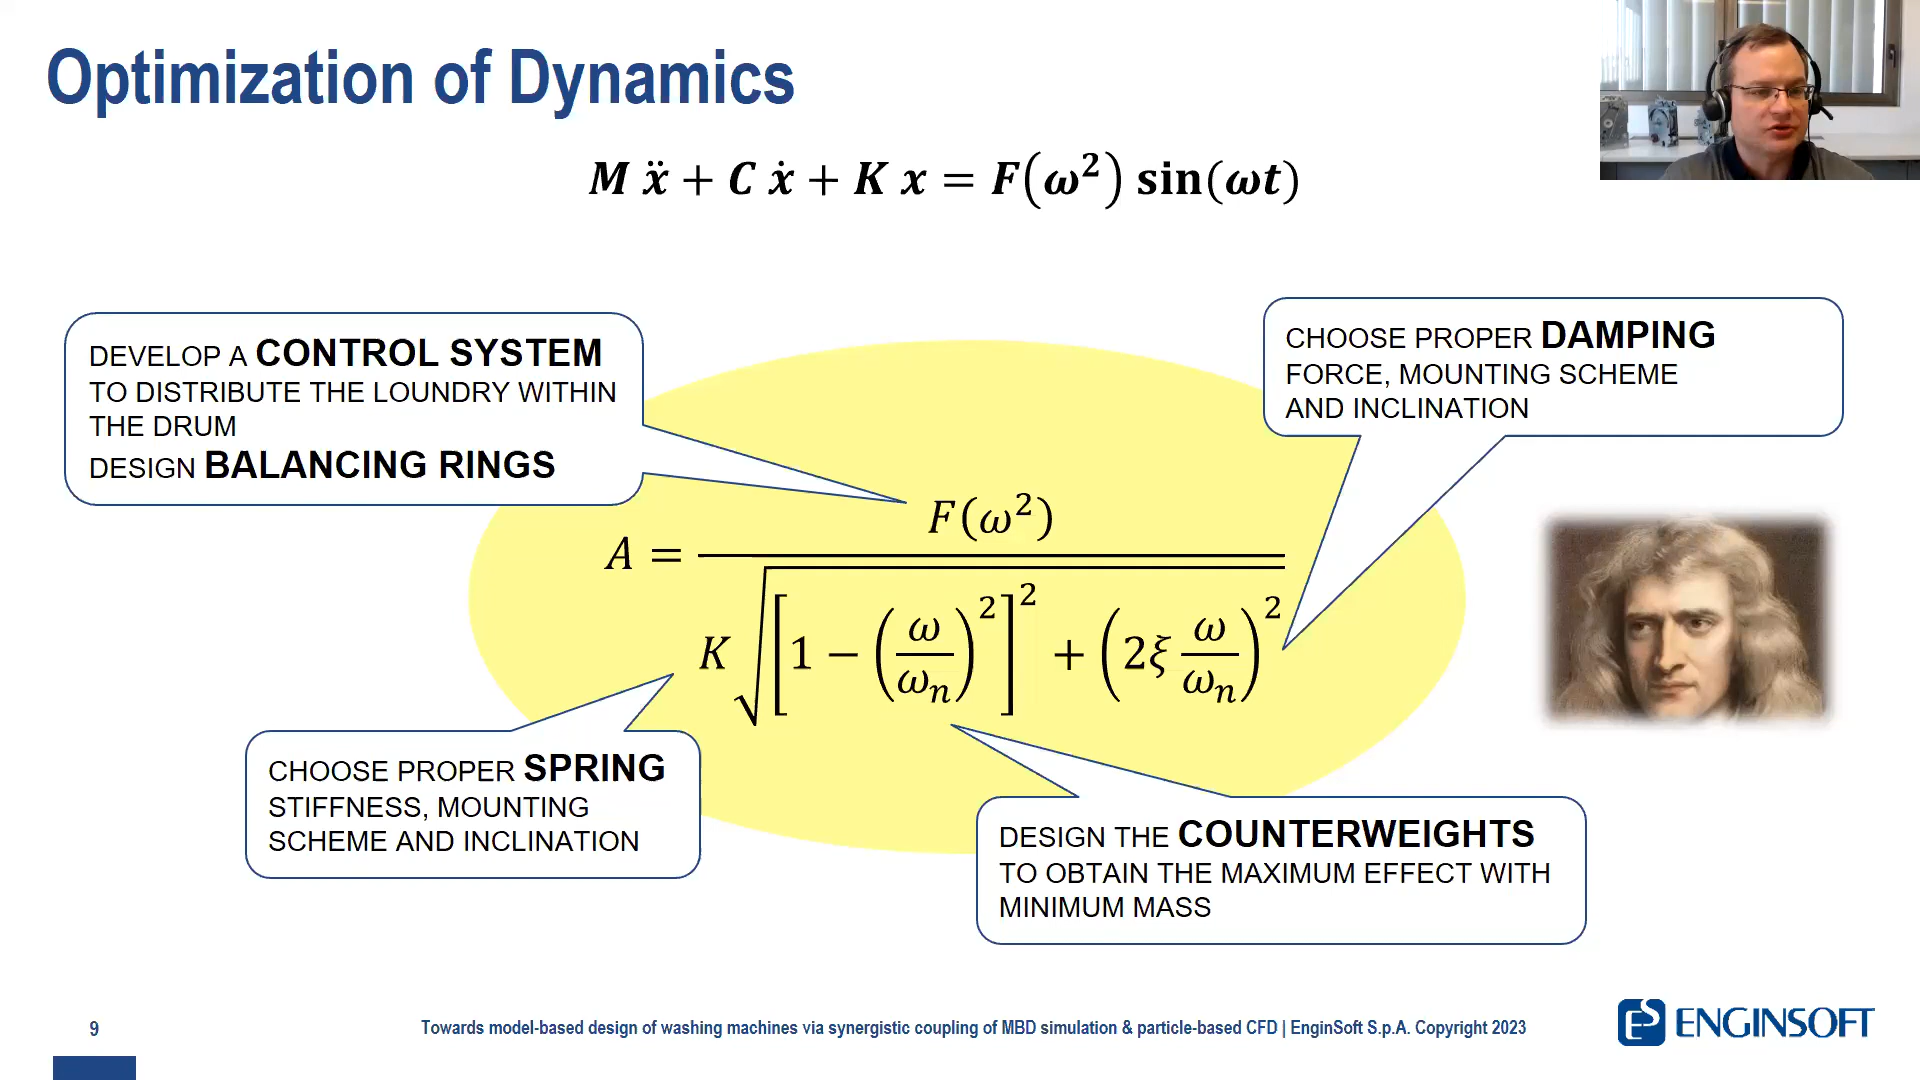 Optimization of Dynamics
M ẍ + C ẋ + K x = F(ω²) sin(ωt)
DEVELOP A CONTROL SYSTEM
TO DISTRIBUTE THE LOUNDRY WITHIN
THE DRUM
DESIGN BALANCING RINGS
CHOOSE PROPER DAMPING
FORCE, MOUNTING SCHEME
AND INCLINATION
A = F(ω²) / K √([1 − (ω/ωₙ)²]² + (2ξ ω/ωₙ)²)
CHOOSE PROPER SPRING
STIFFNESS, MOUNTING
SCHEME AND INCLINATION
DESIGN THE COUNTERWEIGHTS
TO OBTAIN THE MAXIMUM EFFECT WITH
MINIMUM MASS
9
Towards model-based design of washing machines via synergistic coupling of MBD simulation & particle-based CFD | EnginSoft S.p.A. Copyright 2023
ES ENGINSOFT